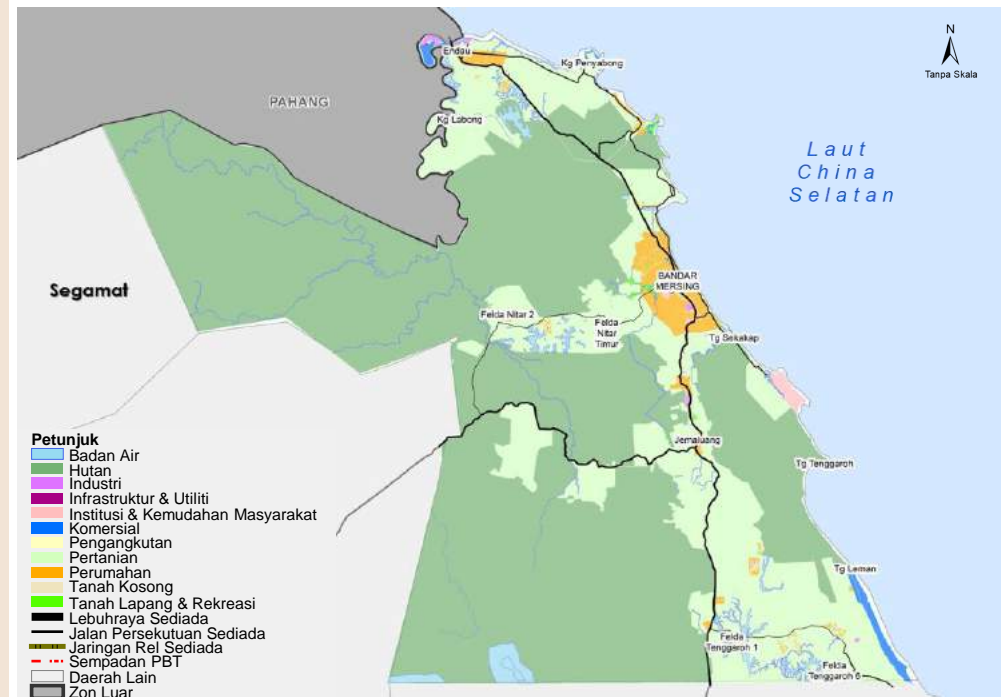 N
Tanpa Skala
Endau
Kg Penyabong
PAHANG
Kg Labong
Laut
China
Selatan
BANDAR
MERSING
Segamat
Felda Nitar 2
Felda
Nitar
Timur
Tg Sekakap
Jemaluang
Tg Tenggaroh
Tg Leman
Felda
Tenggaroh 1
Felda
Tenggaroh 6
Petunjuk
Badan Air
Hutan
Industri
Infrastruktur & Utiliti
Institusi & Kemudahan Masyarakat
Komersial
Pengangkutan
Pertanian
Perumahan
Tanah Kosong
Tanah Lapang & Rekreasi
Lebuhraya Sediada
Jalan Persekutuan Sediada
Jaringan Rel Sediada
Sempadan PBT
Daerah Lain
Zon Luar